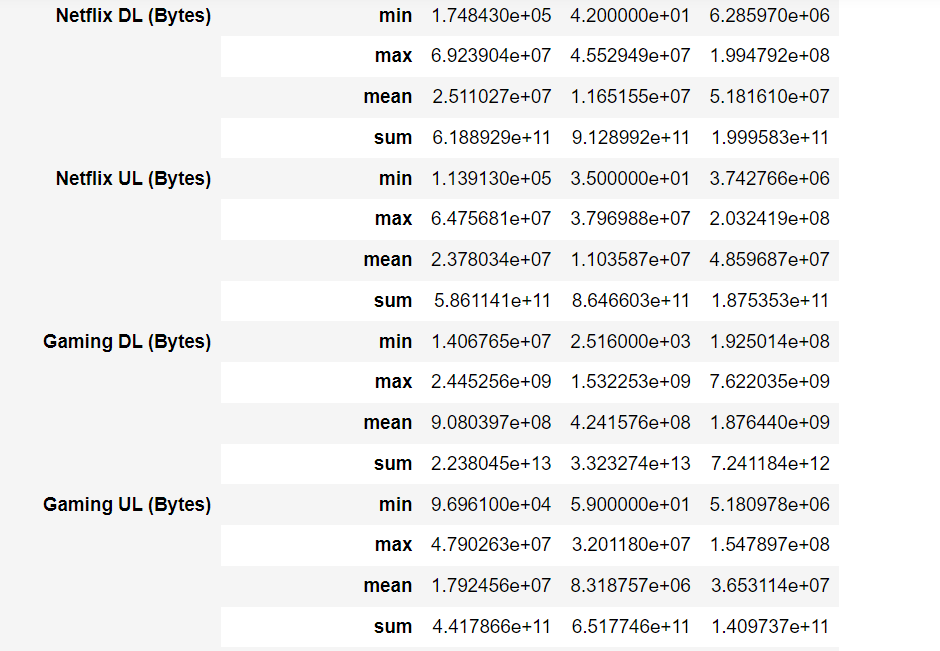 Netflix DL (Bytes) min 1.748430e+05 4.200000e+01 6.285970e+06
max 6.923904e+07 4.552949e+07 1.994792e+08
mean 2.511027e+07 1.165155e+07 5.181610e+07
sum 6.188929e+11 9.128992e+11 1.999583e+11
Netflix UL (Bytes) min 1.139130e+05 3.500000e+01 3.742766e+06
max 6.475681e+07 3.796988e+07 2.032419e+08
mean 2.378034e+07 1.103587e+07 4.859687e+07
sum 5.861141e+11 8.646603e+11 1.875353e+11
Gaming DL (Bytes) min 1.406765e+07 2.516000e+03 1.925014e+08
max 2.445256e+09 1.532253e+09 7.622035e+09
mean 9.080397e+08 4.241576e+08 1.876440e+09
sum 2.238045e+13 3.323274e+13 7.241184e+12
Gaming UL (Bytes) min 9.696100e+04 5.900000e+01 5.180978e+06
max 4.790263e+07 3.201180e+07 1.547897e+08
mean 1.792456e+07 8.318757e+06 3.653114e+07
sum 4.417866e+11 6.517746e+11 1.409737e+11